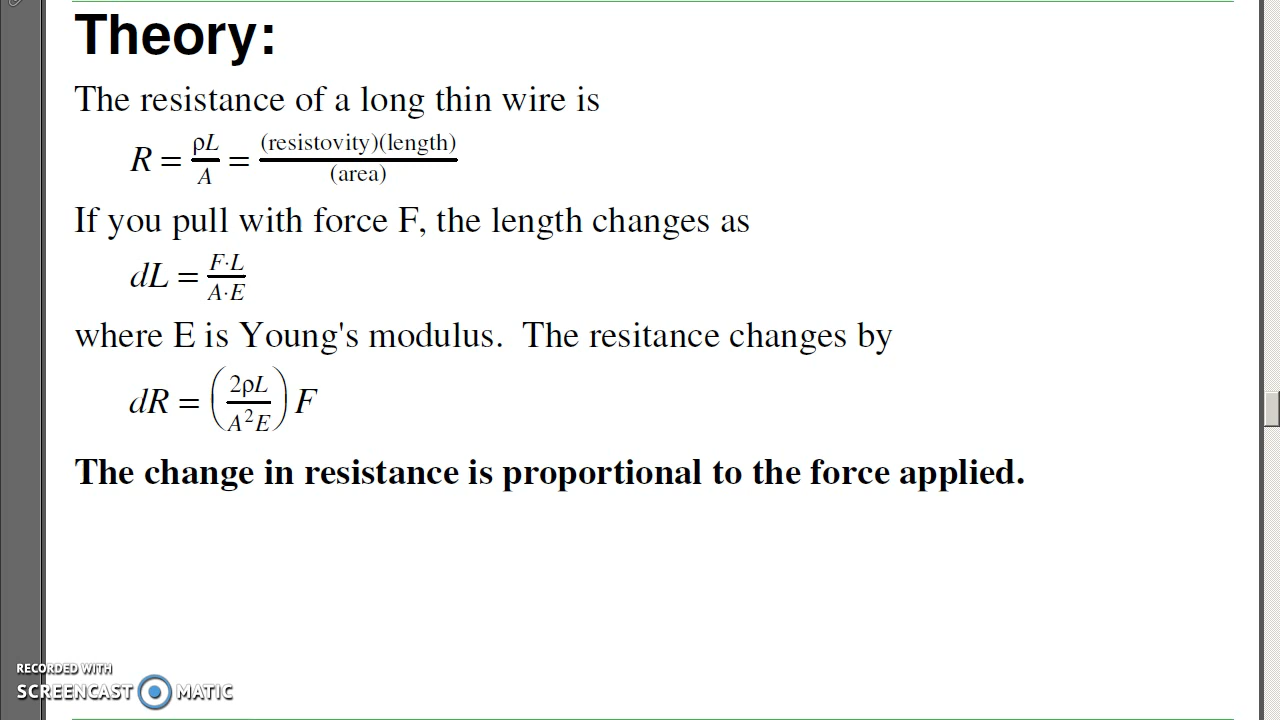 Theory:
The resistance of a long thin wire is
R = ρL/A = (resistovity)(length)/(area)
If you pull with force F, the length changes as
dL = F·L/A·E
where E is Young's modulus. The resitance changes by
dR = (2ρL/A²E) F
The change in resistance is proportional to the force applied.
RECORDED WITH
SCREENCAST MATIC